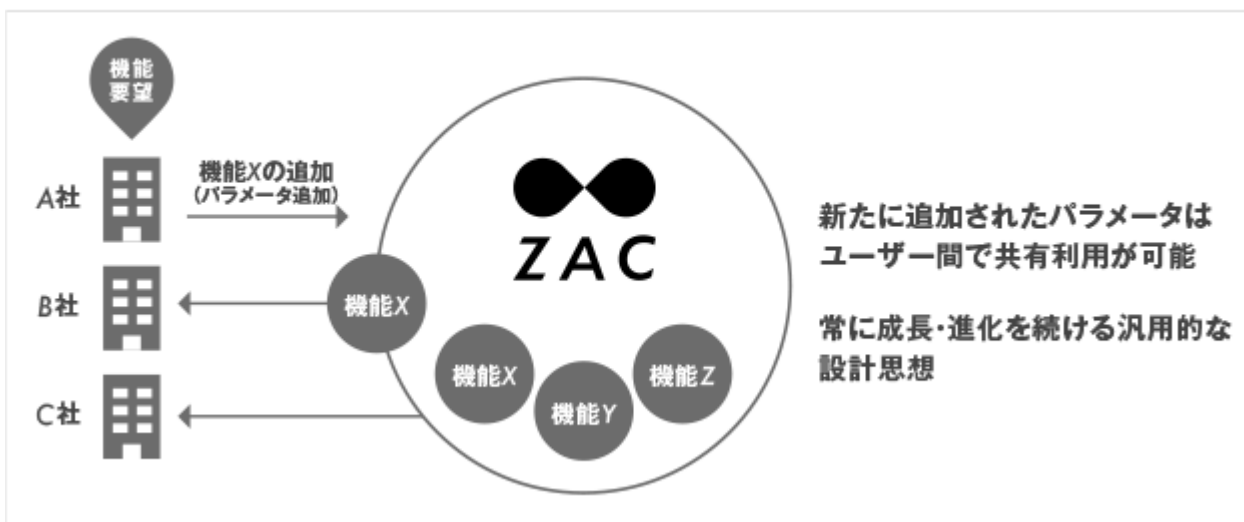 機能
要望
A社
機能Xの追加
(パラメータ追加)
B社
C社
機能X
ZAC
機能X
機能Y
機能Z
新たに追加されたパラメータは
ユーザー間で共有利用が可能
常に成長・進化を続ける汎用的な
設計思想